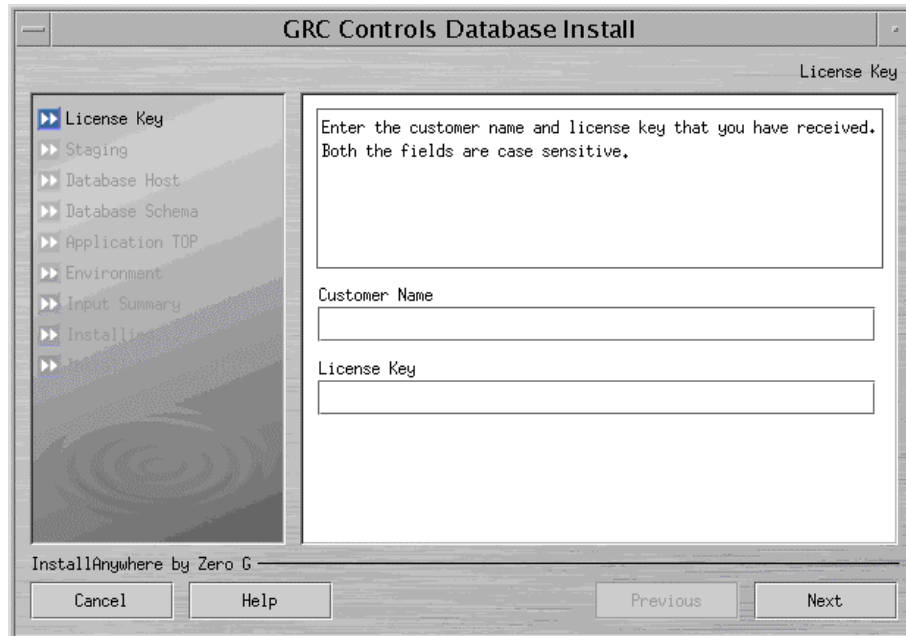 GRC Controls Database Install
License Key
License Key
Staging
Database Host
Database Schema
Application TOP
Environment
Input Summary
Enter the customer name and license key that you have received.
Both the fields are case sensitive.
Customer Name
License Key
InstallAnywhere by Zero G
Cancel
Help
Previous
Next